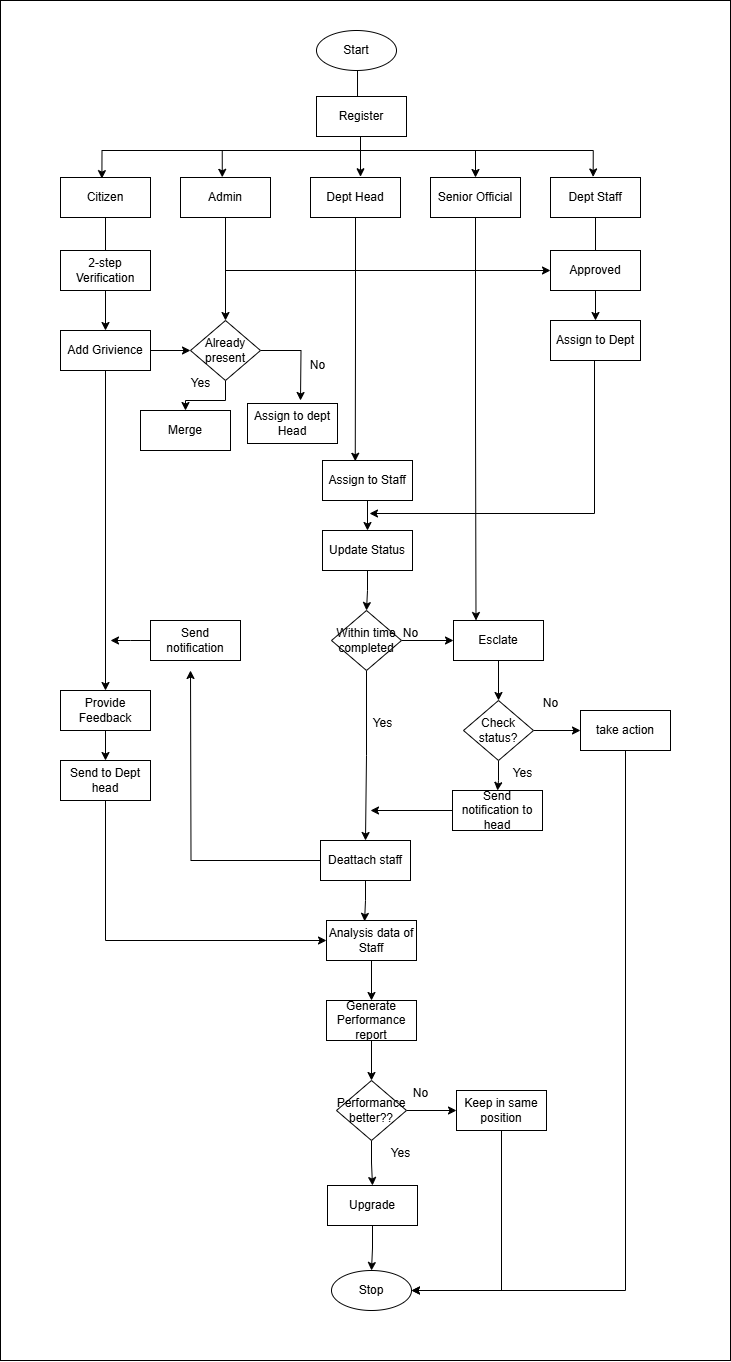 Start
Register
Citizen
Admin
Dept Head
Senior Official
Dept Staff
2-step
Verification
Approved
Add Grivience
Already
present
No
Yes
Assign to Dept
Merge
Assign to dept
Head
Assign to Staff
Update Status
Send
notification
Within time
completed
No
Esclate
Provide
Feedback
Yes
Check
status?
No
take action
Send to Dept
head
Yes
Send
notification to
head
Deattach staff
Analysis data of
Staff
Generate
Performance
report
Performance
better??
No
Keep in same
position
Yes
Upgrade
Stop